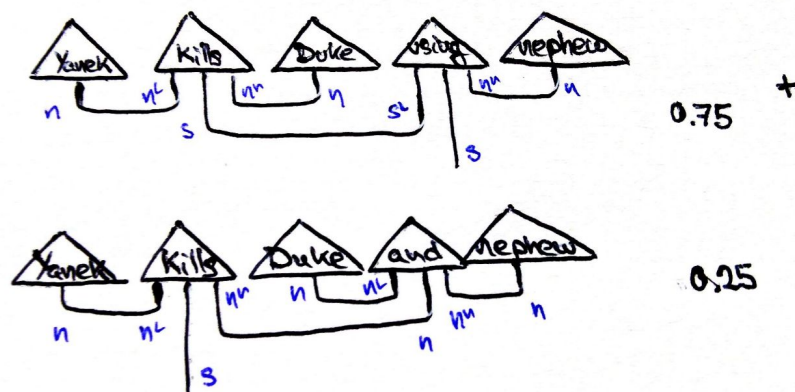 Yanek kills Duke using nephew
n n^L n^n n n^n n
s s^L
s
0.75 +
Yanek kills Duke and nephew
n n^L n^n n n^L n n^n n
s
0.25